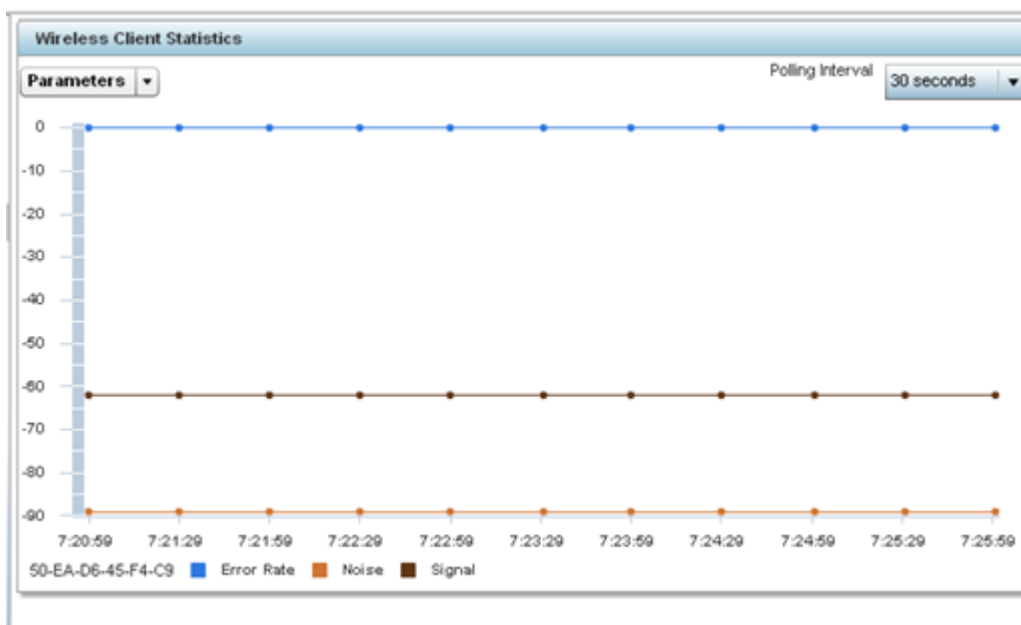 Wireless Client Statistics
Parameters
Polling Interval
30 seconds
0
-10
-20
-30
-40
-50
-60
-70
-80
-90
7:20:59 7:21:29 7:21:59 7:22:29 7:22:59 7:23:29 7:23:59 7:24:29 7:24:59 7:25:29 7:25:59
50-EA-D6-45-F4-C9 Error Rate Noise Signal